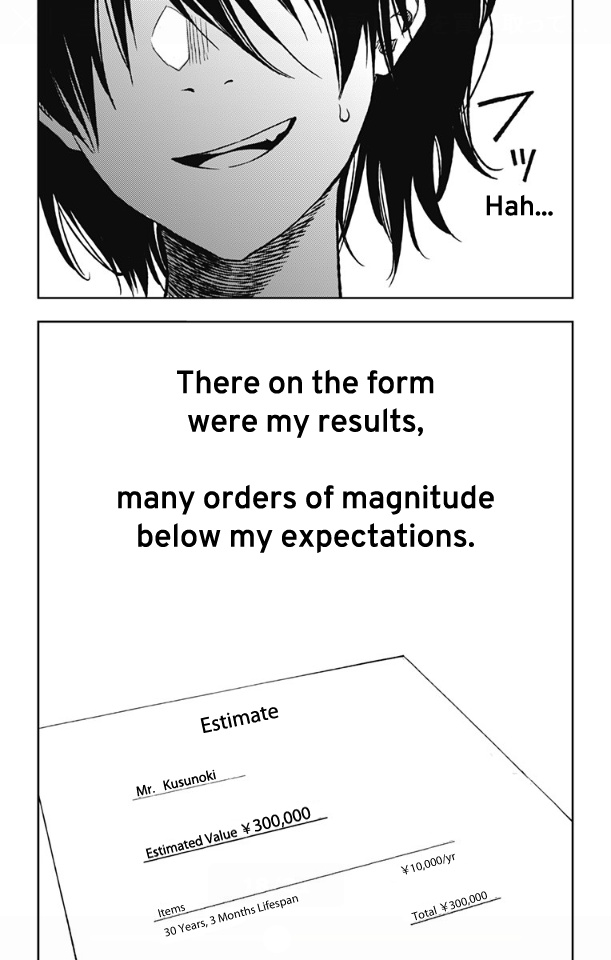 フッ
Hah...
There on the form
were my results,
many orders of magnitude
below my expectations.
Estimate
Mr. Kusunoki
Estimated Value ￥300,000
￥10,000/yr
Items
30 Years, 3 Months Lifespan
Total ￥300,000